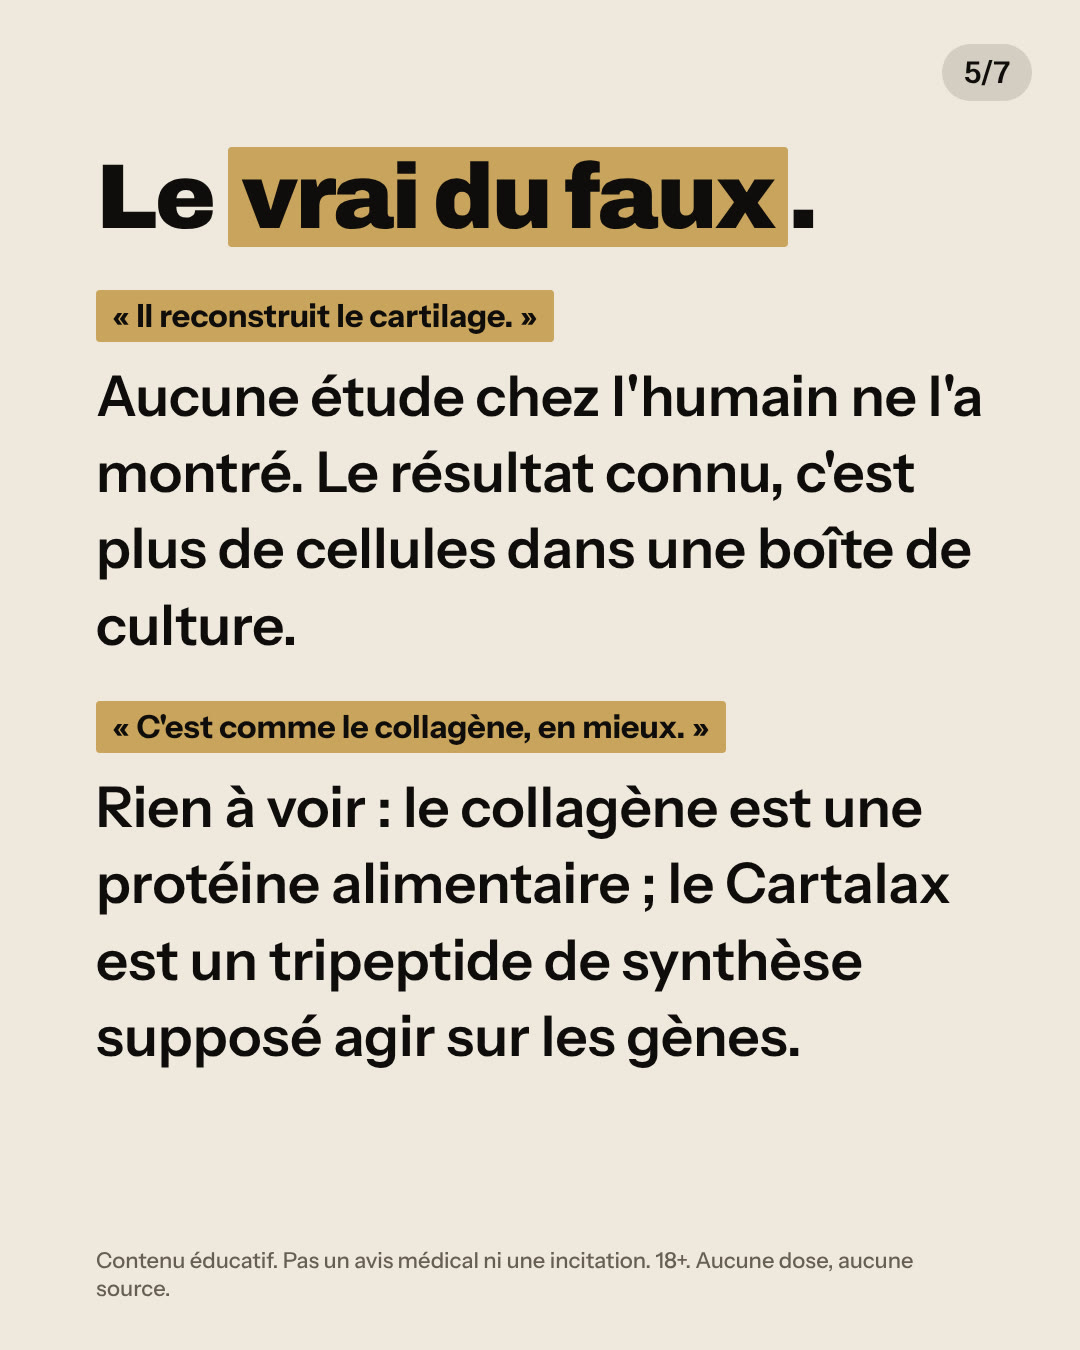 5/7
Le vrai du faux.
« Il reconstruit le cartilage. »
Aucune étude chez l'humain ne l'a
montré. Le résultat connu, c'est
plus de cellules dans une boîte de
culture.
« C'est comme le collagène, en mieux. »
Rien à voir : le collagène est une
protéine alimentaire ; le Cartalax
est un tripeptide de synthèse
supposé agir sur les gènes.
Contenu éducatif. Pas un avis médical ni une incitation. 18+. Aucune dose, aucune
source.